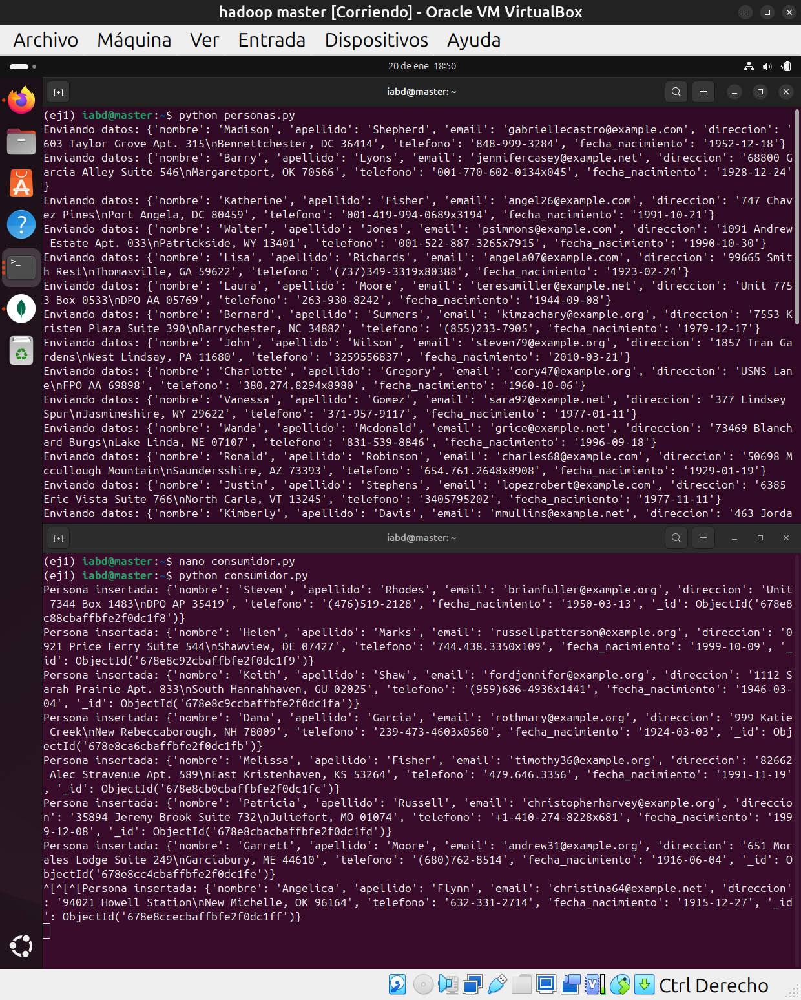 hadoop master [Corriendo] - Oracle VM VirtualBox
Archivo Máquina Ver Entrada Dispositivos Ayuda
20 de ene 18:50
iabd@master: ~
(ej1) iabd@master:~$ python personas.py
Enviando datos: {'nombre': 'Madison', 'apellido': 'Shepherd', 'email': 'gabriellecastro@example.com', 'direccion': '
603 Taylor Grove Apt. 315\nBennettchester, DC 36414', 'telefono': '848-999-3284', 'fecha_nacimiento': '1952-12-18'}
Enviando datos: {'nombre': 'Barry', 'apellido': 'Lyons', 'email': 'jennifercasey@example.net', 'direccion': '68800 G
arcia Alley Suite 546\nMargaretport, OK 70566', 'telefono': '001-770-602-0134x045', 'fecha_nacimiento': '1928-12-24'
}
Enviando datos: {'nombre': 'Katherine', 'apellido': 'Fisher', 'email': 'angel26@example.com', 'direccion': '747 Chav
ez Pines\nPort Angela, DC 80459', 'telefono': '001-419-994-0689x3194', 'fecha_nacimiento': '1991-10-21'}
Enviando datos: {'nombre': 'Walter', 'apellido': 'Jones', 'email': 'psimmons@example.com', 'direccion': '1091 Andrew
 Estate Apt. 033\nPatrickside, WY 13401', 'telefono': '001-522-887-3265x7915', 'fecha_nacimiento': '1990-10-30'}
Enviando datos: {'nombre': 'Lisa', 'apellido': 'Richards', 'email': 'angela07@example.com', 'direccion': '99665 Smit
h Rest\nThomasville, GA 59622', 'telefono': '(737)349-3319x80388', 'fecha_nacimiento': '1923-02-24'}
Enviando datos: {'nombre': 'Laura', 'apellido': 'Moore', 'email': 'teresamiller@example.net', 'direccion': 'Unit 775
3 Box 0533\nDPO AA 05769', 'telefono': '263-930-8242', 'fecha_nacimiento': '1944-09-08'}
Enviando datos: {'nombre': 'Bernard', 'apellido': 'Summers', 'email': 'kimzachary@example.org', 'direccion': '7553 K
risten Plaza Suite 390\nBarrychester, NC 34882', 'telefono': '(855)233-7905', 'fecha_nacimiento': '1979-12-17'}
Enviando datos: {'nombre': 'John', 'apellido': 'Wilson', 'email': 'steven79@example.org', 'direccion': '1857 Tran Ga
rdens\nWest Lindsay, PA 11680', 'telefono': '3259556837', 'fecha_nacimiento': '2010-03-21'}
Enviando datos: {'nombre': 'Charlotte', 'apellido': 'Gregory', 'email': 'cory47@example.org', 'direccion': 'USNS Lan
e\nFPO AA 69898', 'telefono': '380.274.8294x8980', 'fecha_nacimiento': '1960-10-06'}
Enviando datos: {'nombre': 'Vanessa', 'apellido': 'Gomez', 'email': 'sara92@example.net', 'direccion': '377 Lindsey
Spur\nJasmineshire, WY 29622', 'telefono': '371-957-9117', 'fecha_nacimiento': '1977-01-11'}
Enviando datos: {'nombre': 'Wanda', 'apellido': 'Mcdonald', 'email': 'grice@example.net', 'direccion': '73469 Blanch
ard Burgs\nLake Linda, NE 07107', 'telefono': '831-539-8846', 'fecha_nacimiento': '1996-09-18'}
Enviando datos: {'nombre': 'Ronald', 'apellido': 'Robinson', 'email': 'charles68@example.com', 'direccion': '50698 M
ccullough Mountain\nSaundersshire, AZ 73393', 'telefono': '654.761.2648x8908', 'fecha_nacimiento': '1929-01-19'}
Enviando datos: {'nombre': 'Justin', 'apellido': 'Stephens', 'email': 'lopezrobert@example.com', 'direccion': '6385
Eric Vista Suite 766\nNorth Carla, VT 13245', 'telefono': '3405795202', 'fecha_nacimiento': '1977-11-11'}
Enviando datos: {'nombre': 'Kimberly', 'apellido': 'Davis', 'email': 'mmullins@example.net', 'direccion': '463 Jorda
iabd@master: ~
(ej1) iabd@master:~$ nano consumidor.py
(ej1) iabd@master:~$ python consumidor.py
Persona insertada: {'nombre': 'Steven', 'apellido': 'Rhodes', 'email': 'brianfuller@example.org', 'direccion': 'Unit
 7344 Box 1483\nDPO AP 35419', 'telefono': '(476)519-2128', 'fecha_nacimiento': '1950-03-13', '_id': ObjectId('678e8
c88cbaffbfe2f0dc1f8')}
Persona insertada: {'nombre': 'Helen', 'apellido': 'Marks', 'email': 'russellpatterson@example.org', 'direccion': '0
921 Price Ferry Suite 544\nShawview, DE 07427', 'telefono': '744.438.3350x109', 'fecha_nacimiento': '1999-10-09', '_
id': ObjectId('678e8c92cbaffbfe2f0dc1f9')}
Persona insertada: {'nombre': 'Keith', 'apellido': 'Shaw', 'email': 'fordjennifer@example.org', 'direccion': '1112 S
arah Prairie Apt. 833\nSouth Hannahhaven, GU 02025', 'telefono': '(959)686-4936x1441', 'fecha_nacimiento': '1946-03-
04', '_id': ObjectId('678e8c9ccbaffbfe2f0dc1fa')}
Persona insertada: {'nombre': 'Dana', 'apellido': 'Garcia', 'email': 'rothmary@example.org', 'direccion': '999 Katie
 Creek\nNew Rebeccaborough, NH 78009', 'telefono': '239-473-4603x0560', 'fecha_nacimiento': '1924-03-03', '_id': Obj
ectId('678e8ca6cbaffbfe2f0dc1fb')}
Persona insertada: {'nombre': 'Melissa', 'apellido': 'Fisher', 'email': 'timothy36@example.org', 'direccion': '82662
 Alec Stravenue Apt. 589\nEast Kristenhaven, KS 53264', 'telefono': '479.646.3356', 'fecha_nacimiento': '1991-11-19'
, '_id': ObjectId('678e8cb0cbaffbfe2f0dc1fc')}
Persona insertada: {'nombre': 'Patricia', 'apellido': 'Russell', 'email': 'christopherharvey@example.org', 'direccio
n': '35894 Jeremy Brook Suite 732\nJuliefort, MO 01074', 'telefono': '+1-410-274-8228x681', 'fecha_nacimiento': '199
9-12-08', '_id': ObjectId('678e8cbacbaffbfe2f0dc1fd')}
Persona insertada: {'nombre': 'Garrett', 'apellido': 'Moore', 'email': 'andrew31@example.org', 'direccion': '651 Mor
ales Lodge Suite 249\nGarciabury, ME 44610', 'telefono': '(680)762-8514', 'fecha_nacimiento': '1916-06-04', '_id': O
bjectId('678e8cc4cbaffbfe2f0dc1fe')}
^[^[^[Persona insertada: {'nombre': 'Angelica', 'apellido': 'Flynn', 'email': 'christina64@example.net', 'direccion'
: '94021 Howell Station\nNew Michelle, OK 96164', 'telefono': '632-331-2714', 'fecha_nacimiento': '1915-12-27', '_id
': ObjectId('678e8ccecbaffbfe2f0dc1ff')}
Ctrl Derecho